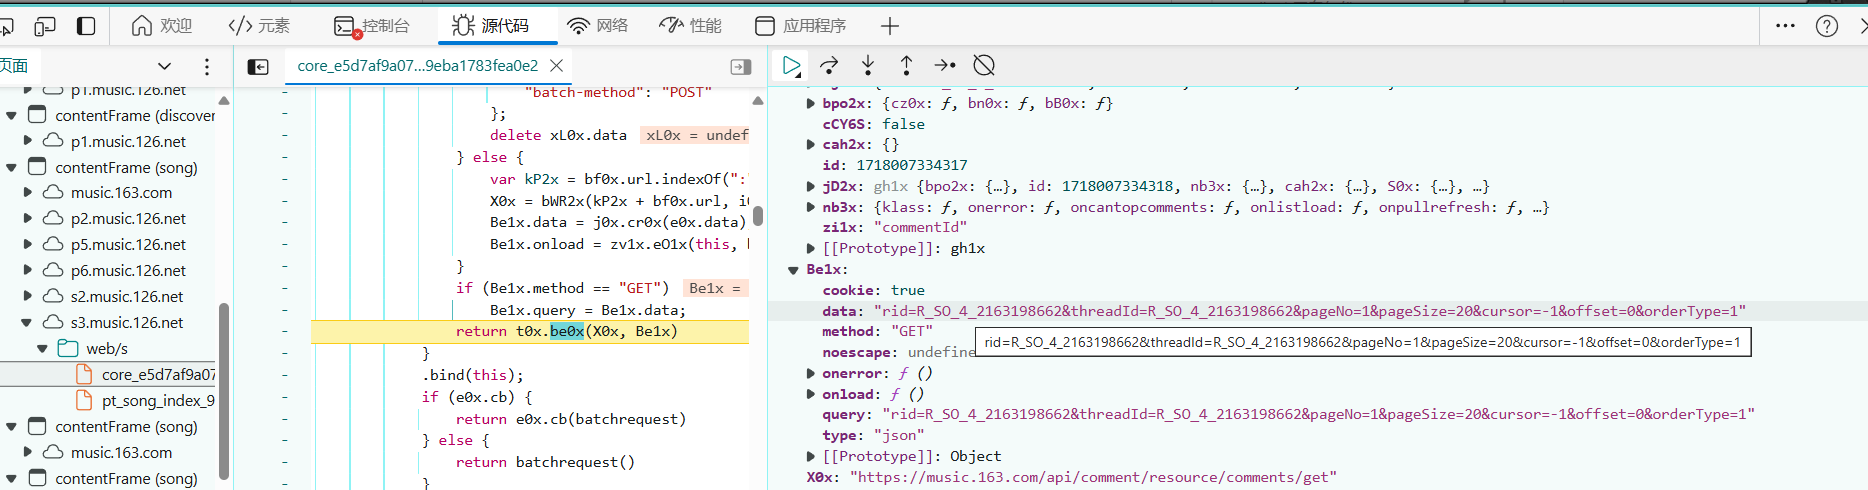 欢迎
元素
控制台
源代码
网络
性能
应用程序
页面
core_e5d7af9a07...9eba1783fea0e2
p1.music.126.net
contentFrame (discover
p1.music.126.net
contentFrame (song)
music.163.com
p2.music.126.net
p5.music.126.net
p6.music.126.net
s2.music.126.net
s3.music.126.net
web/s
core_e5d7af9a07
pt_song_index_9
contentFrame (song)
music.163.com
contentFrame (song)
"batch-method": "POST"
};
delete xL0x.data xL0x = undef
} else {
var kP2x = bf0x.url.indexOf(":"
X0x = bWR2x(kP2x + bf0x.url,
Be1x.data = j0x.cr0x(e0x.data)
Be1x.onload = zv1x.eO1x(this,
}
if (Be1x.method == "GET") Be1x =
Be1x.query = Be1x.data;
return t0x.be0x(X0x, Be1x)
}
.bind(this);
if (e0x.cb) {
return e0x.cb(batchrequest)
} else {
return batchrequest()
}
bpo2x: {cz0x: ƒ, bn0x: ƒ, bB0x: ƒ}
cCY6S: false
cah2x: {}
id: 1718007334317
jD2x: gh1x {bpo2x: {…}, id: 1718007334318, nb3x: {…}, cah2x: {…}, S0x: {…}, …}
nb3x: {klass: ƒ, onerror: ƒ, oncantopcomments: ƒ, onlistload: ƒ, onpullrefresh: ƒ, …}
zi1x: "commentId"
[[Prototype]]: gh1x
Be1x:
cookie: true
data: "rid=R_SO_4_2163198662&threadId=R_SO_4_2163198662&pageNo=1&pageSize=20&cursor=-1&offset=0&orderType=1"
method: "GET"
rid=R_SO_4_2163198662&threadId=R_SO_4_2163198662&pageNo=1&pageSize=20&cursor=-1&offset=0&orderType=1
noescape: undefine
onerror: ƒ ()
onload: ƒ ()
query: "rid=R_SO_4_2163198662&threadId=R_SO_4_2163198662&pageNo=1&pageSize=20&cursor=-1&offset=0&orderType=1"
type: "json"
[[Prototype]]: Object
X0x: "https://music.163.com/api/comment/resource/comments/get"